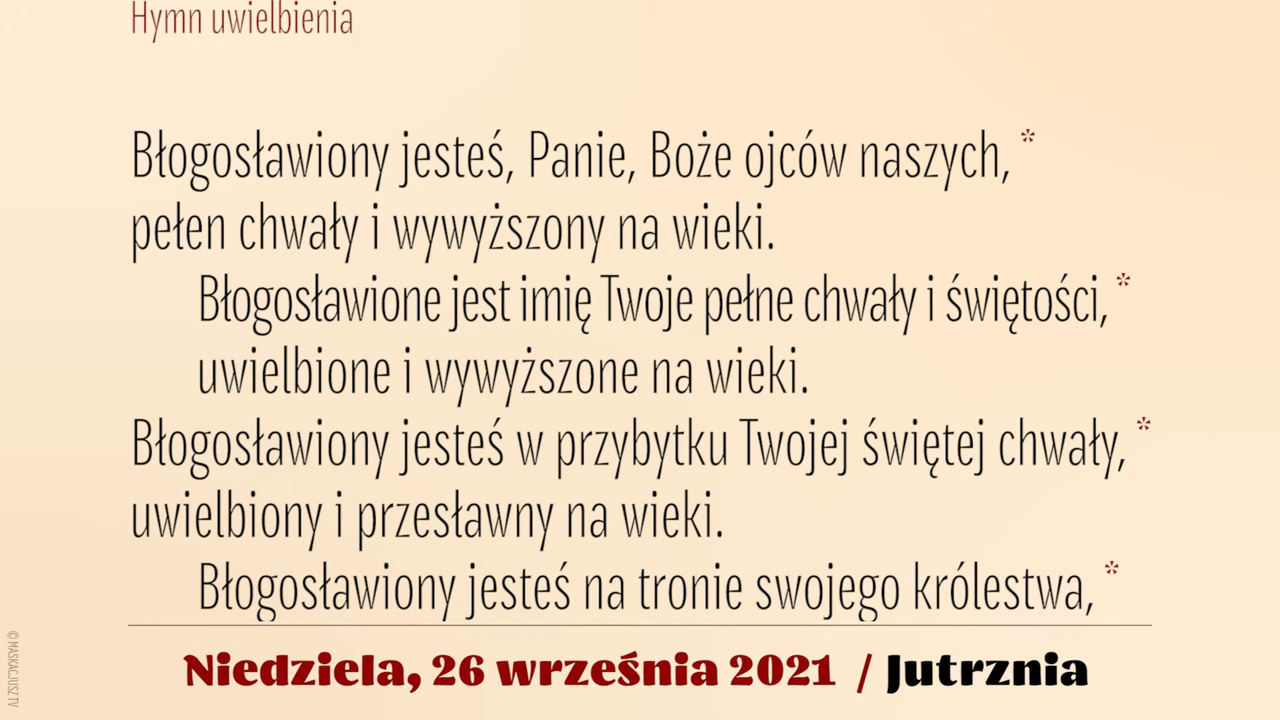 Hymn uwielbienia
Błogosławiony jesteś, Panie, Boże ojców naszych, *
pełen chwały i wywyższony na wieki.
Błogosławione jest imię Twoje pełne chwały i świętości, *
uwielbione i wywyższone na wieki.
Błogosławiony jesteś w przybytku Twojej świętej chwały, *
uwielbiony i przesławny na wieki.
Błogosławiony jesteś na tronie swojego królestwa, *
Niedziela, 26 września 2021 / Jutrznia
© MASKACJUSZ TV